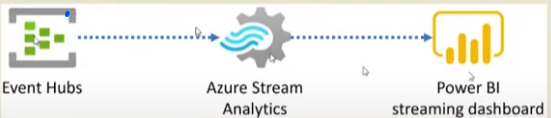 Event Hubs
Azure Stream
Analytics
Power BI
streaming dashboard